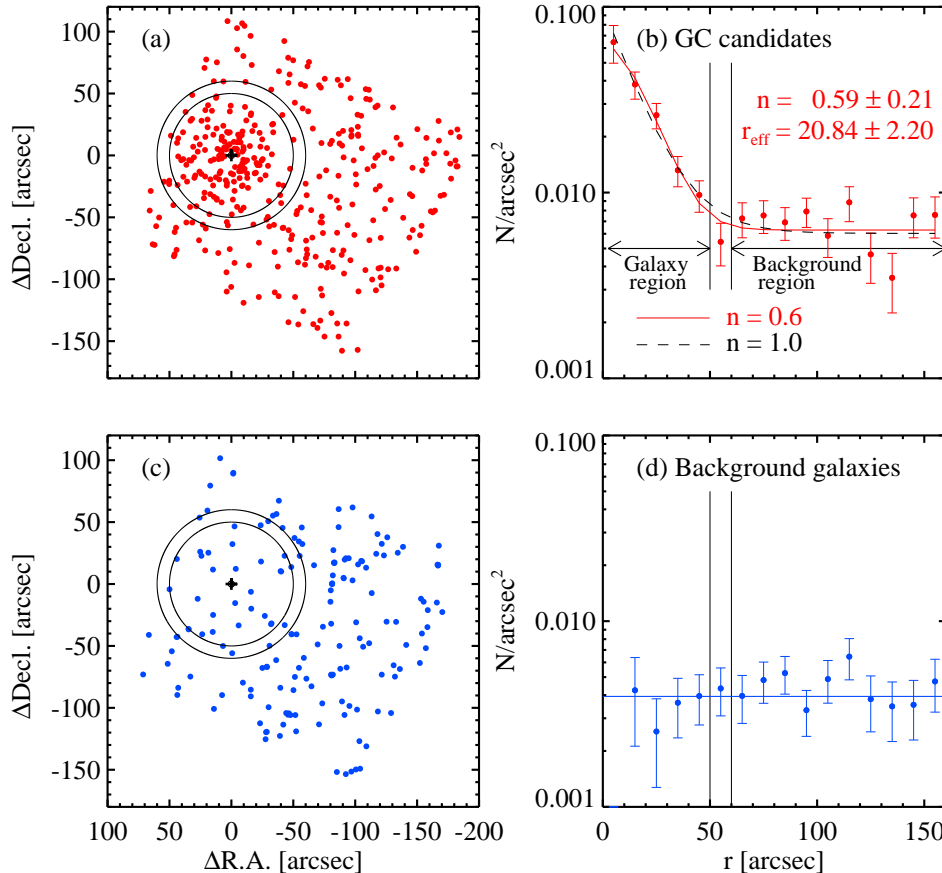 (a)
100
50
0
-50
-100
-150
ΔDecl. [arcsec]
(b) GC candidates
n = 0.59 ± 0.21
r_eff = 20.84 ± 2.20
0.100
0.010
0.001
N/arcsec²
Galaxy region
Background region
n = 0.6
n = 1.0
(c)
100
50
0
-50
-100
-150
ΔDecl. [arcsec]
100 50 0 -50 -100 -150 -200
ΔR.A. [arcsec]
(d) Background galaxies
0.100
0.010
0.001
N/arcsec²
0 50 100 150
r [arcsec]